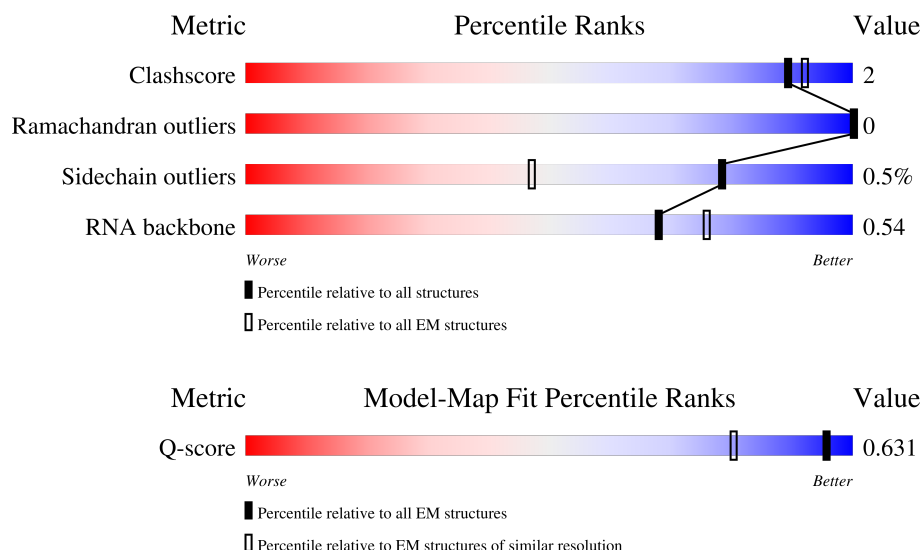 Metric Percentile Ranks Value
Clashscore 2
Ramachandran outliers 0
Sidechain outliers 0.5%
RNA backbone 0.54
Worse Better
Percentile relative to all structures
Percentile relative to all EM structures
Metric Model-Map Fit Percentile Ranks Value
Q-score 0.631
Worse Better
Percentile relative to all EM structures
Percentile relative to EM structures of similar resolution